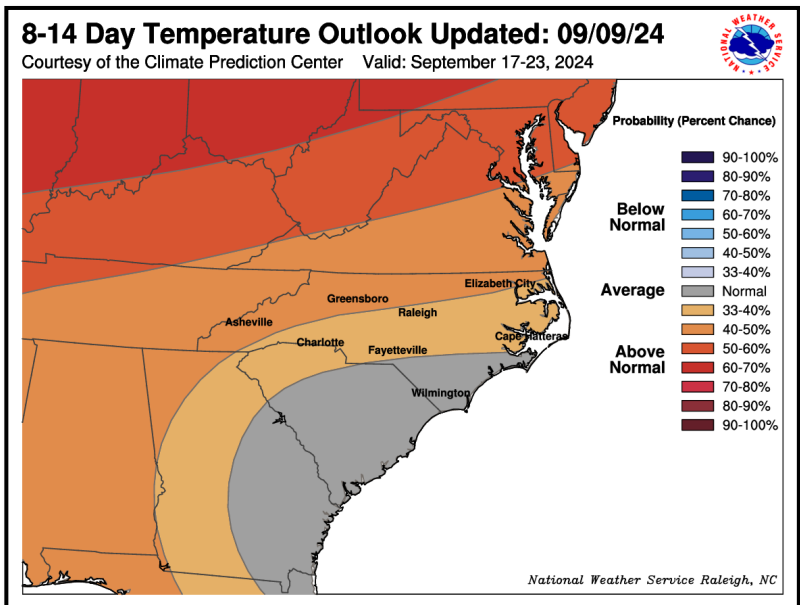 8-14 Day Temperature Outlook Updated: 09/09/24
Courtesy of the Climate Prediction Center Valid: September 17-23, 2024
NATIONAL WEATHER SERVICE
Probability (Percent Chance)
90-100%
80-90%
70-80%
Below
Normal
60-70%
50-60%
40-50%
33-40%
Average
Normal
33-40%
40-50%
Above
Normal
50-60%
60-70%
70-80%
80-90%
90-100%
Elizabeth City
Greensboro
Raleigh
Asheville
Cape Hatteras
Charlotte
Fayetteville
Wilmington
National Weather Service Raleigh, NC